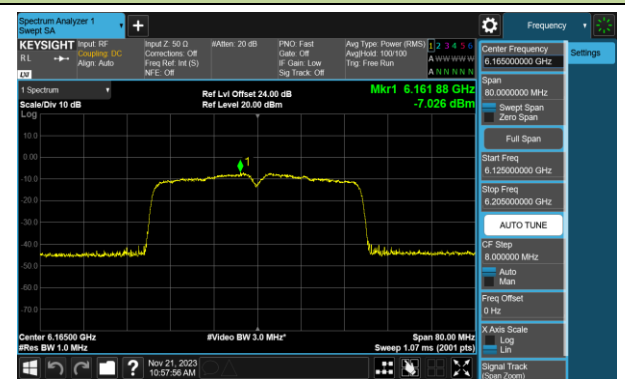 Spectrum Analyzer 1
Swept SA
Frequency
KEYSIGHT Input: RF
Coupling: DC
Align: Auto
Input Z: 50 Ω
Corrections: Off
Freq Ref: Int (S)
NFE: Off
#Atten: 20 dB
PNO: Fast
Gate: Off
IF Gain: Low
Sig Track: Off
Avg Type: Power (RMS)
Avg|Hold: 100/100
Trig: Free Run
1 2 3 4 5 6
A W W W W W
A N N N N N
RL
LXI
1 Spectrum
Scale/Div 10 dB
Log
Ref Lvl Offset 24.00 dB
Ref Level 20.00 dBm
Mkr1 6.161 88 GHz
-7.026 dBm
10.0
0.00
-10.0
-20.0
-30.0
-40.0
-50.0
-60.0
-70.0
1
Center 6.16500 GHz
#Res BW 1.0 MHz
#Video BW 3.0 MHz*
Span 80.00 MHz
Sweep 1.07 ms (2001 pts)
Nov 21, 2023
10:57:56 AM
Center Frequency
6.165000000 GHz
Settings
Span
80.0000000 MHz
Swept Span
Zero Span
Full Span
Start Freq
6.125000000 GHz
Stop Freq
6.205000000 GHz
AUTO TUNE
CF Step
8.000000 MHz
Auto
Man
Freq Offset
0 Hz
X Axis Scale
Log
Lin
Signal Track
(Span Zoom)